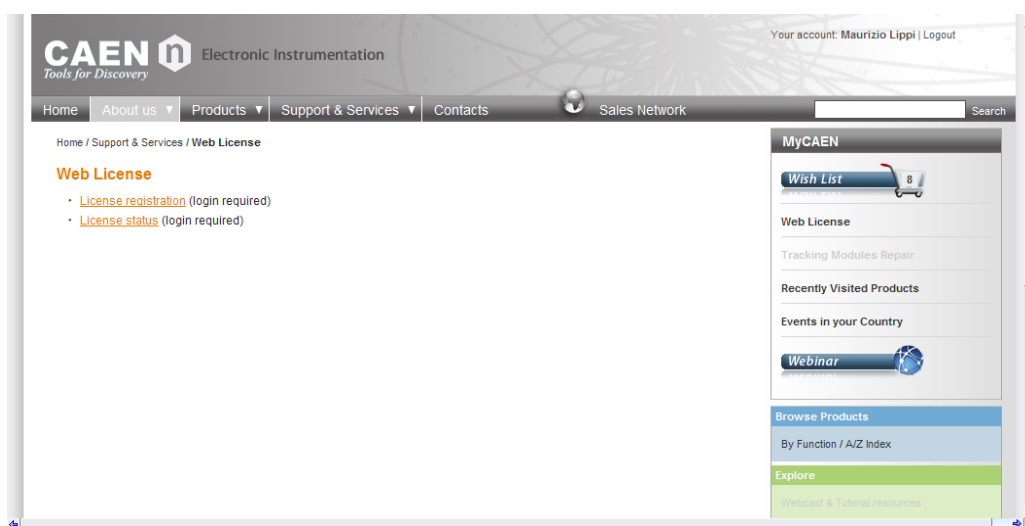 Your account: Maurizio Lippi | Logout
CAEN n Electronic Instrumentation
Tools for Discovery
Home About us ▼ Products ▼ Support & Services ▼ Contacts Sales Network Search
Home / Support & Services / Web License
Web License
• License registration (login required)
• License status (login required)
MyCAEN
Wish List 8
Web License
Tracking Modules Repair
Recently Visited Products
Events in your Country
Webinar
Browse Products
By Function / A/Z Index
Explore
Webcast & Tutorial resources